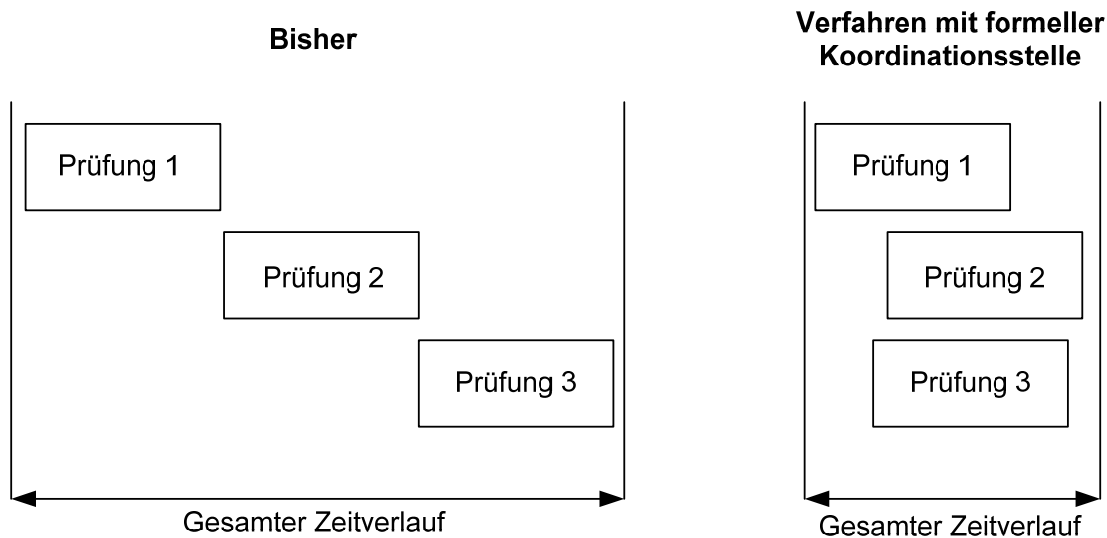 Bisher
Prüfung 1
Prüfung 2
Prüfung 3
Gesamter Zeitverlauf
Verfahren mit formeller
Koordinationsstelle
Prüfung 1
Prüfung 2
Prüfung 3
Gesamter Zeitverlauf